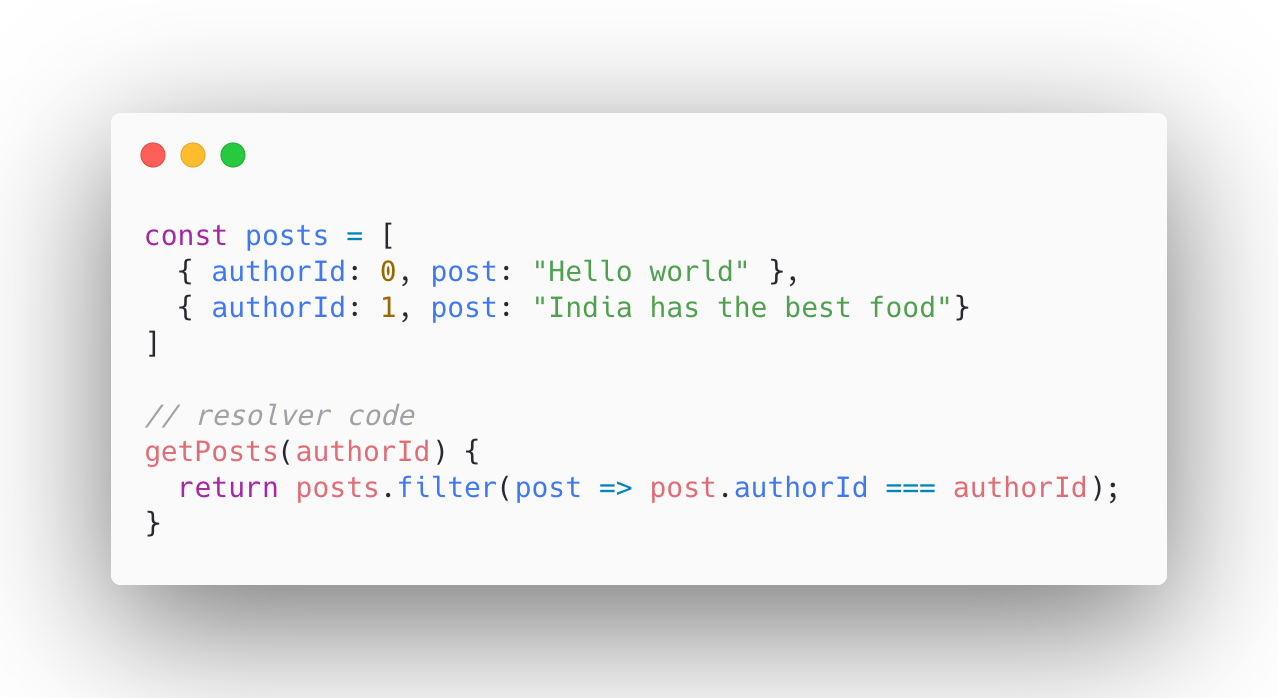 const posts = [
  { authorId: 0, post: "Hello world" },
  { authorId: 1, post: "India has the best food"}
]
// resolver code
getPosts(authorId) {
  return posts.filter(post => post.authorId === authorId);
}